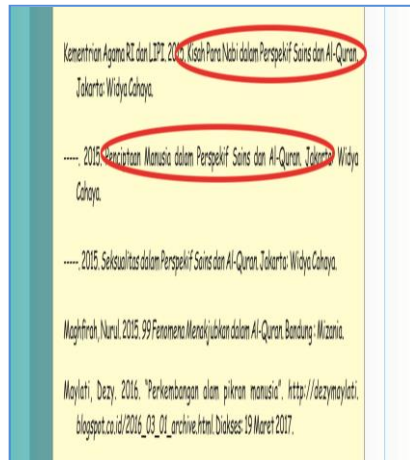 Kementrian Agama RI dan LIPI. 2015. Kisah Para Nabi dalam Perspekif Sains dan Al-Quran.
Jakarta: Widya Cahaya.
-----. 2015. Penciptaan Manusia dalam Perspekif Sains dan Al-Quran. Jakarta: Widya
Cahaya.
-----. 2015. Seksualitas dalam Perspekif Sains dan Al-Quran. Jakarta: Widya Cahaya.
Maghfiroh, Nurul. 2015. 99 Fenomena Menakjubkan dalam Al-Quran. Bandung : Mizania.
Maylati, Dezy. 2016. "Perkembangan alam pikran manusia", http://dezymaylati.
blogspot.co.id/2016_03_01_archive.html. Diakses 19 Maret 2017.